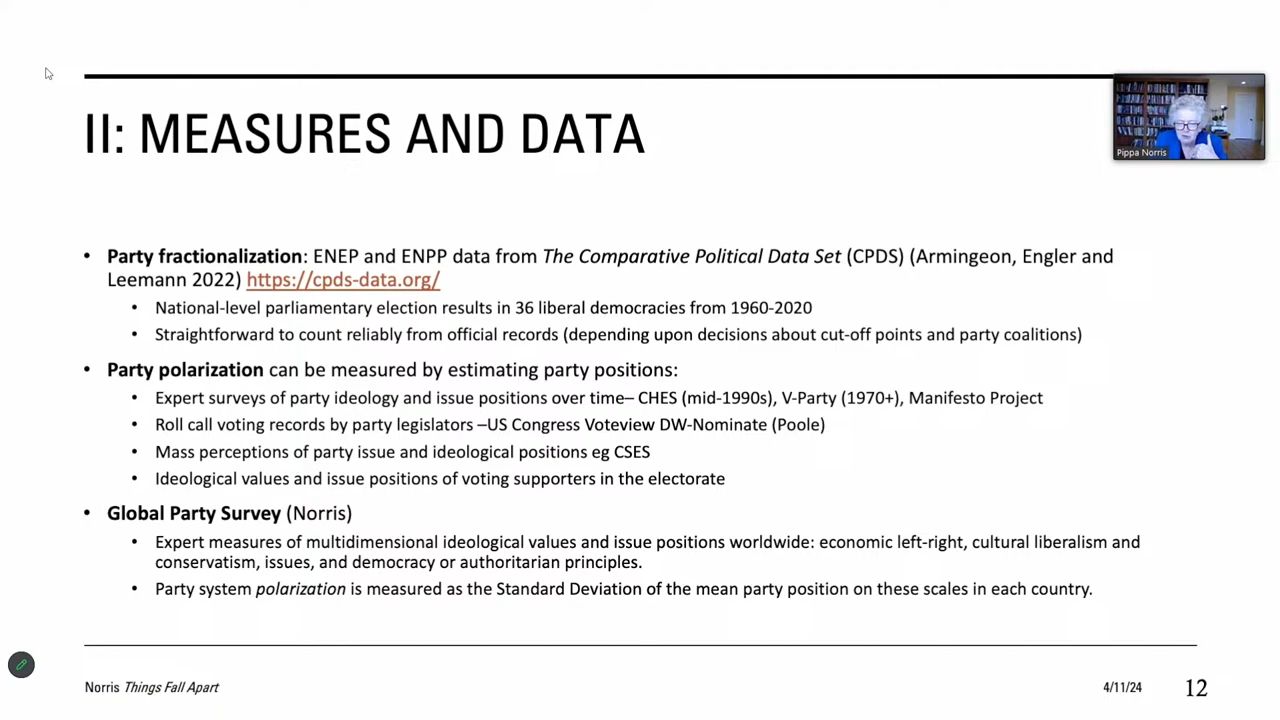 Pippa Norris
II: MEASURES AND DATA
• Party fractionalization: ENEP and ENPP data from The Comparative Political Data Set (CPDS) (Armingeon, Engler and
Leemann 2022) https://cpds-data.org/
• National-level parliamentary election results in 36 liberal democracies from 1960-2020
• Straightforward to count reliably from official records (depending upon decisions about cut-off points and party coalitions)
• Party polarization can be measured by estimating party positions:
• Expert surveys of party ideology and issue positions over time– CHES (mid-1990s), V-Party (1970+), Manifesto Project
• Roll call voting records by party legislators –US Congress Voteview DW-Nominate (Poole)
• Mass perceptions of party issue and ideological positions eg CSES
• Ideological values and issue positions of voting supporters in the electorate
• Global Party Survey (Norris)
• Expert measures of multidimensional ideological values and issue positions worldwide: economic left-right, cultural liberalism and
conservatism, issues, and democracy or authoritarian principles.
• Party system polarization is measured as the Standard Deviation of the mean party position on these scales in each country.
Norris Things Fall Apart
4/11/24
12